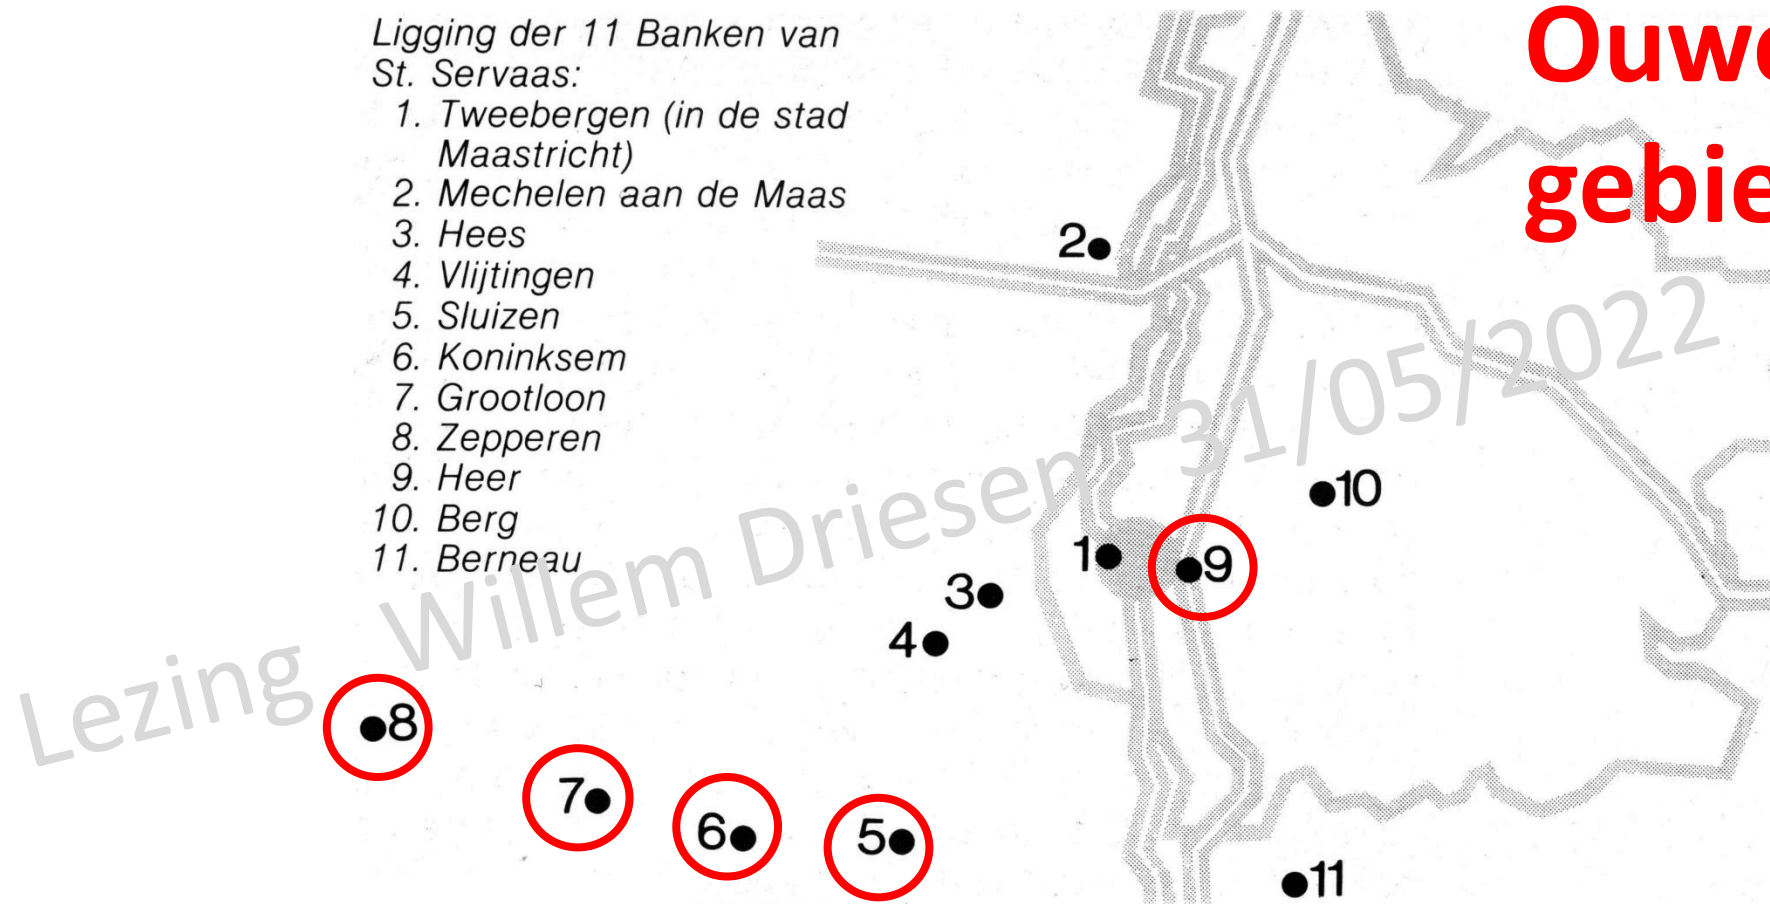 Ligging der 11 Banken van
St. Servaas:
1. Tweebergen (in de stad
Maastricht)
2. Mechelen aan de Maas
3. Hees
4. Vlijtingen
5. Sluizen
6. Koninksem
7. Grootloon
8. Zepperen
9. Heer
10. Berg
11. Berneau
Ouwe
gebie
2
10
1
9
3
4
8
7
6
5
11
Lezing Willem Driesen 31/05/2022